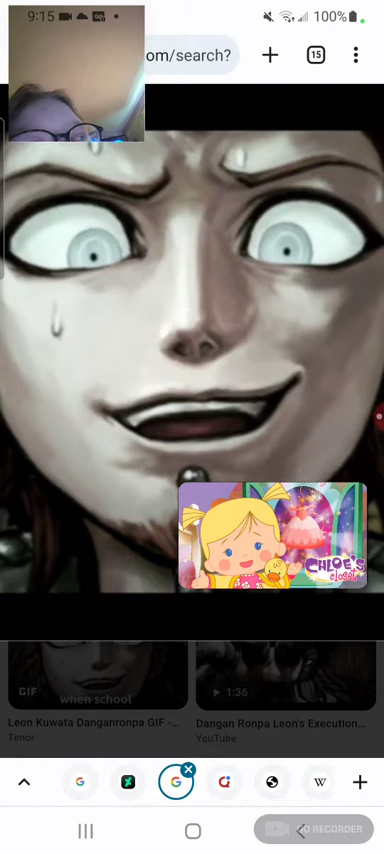 9:15
100%
om/search?
15
CHLOE'S
closet
GIF
when school
1:36
Leon Kuwata Danganronpa GIF -...
Tenor
Dangan Ronpa Leon's Execution...
YouTube
W
GO RECORDER